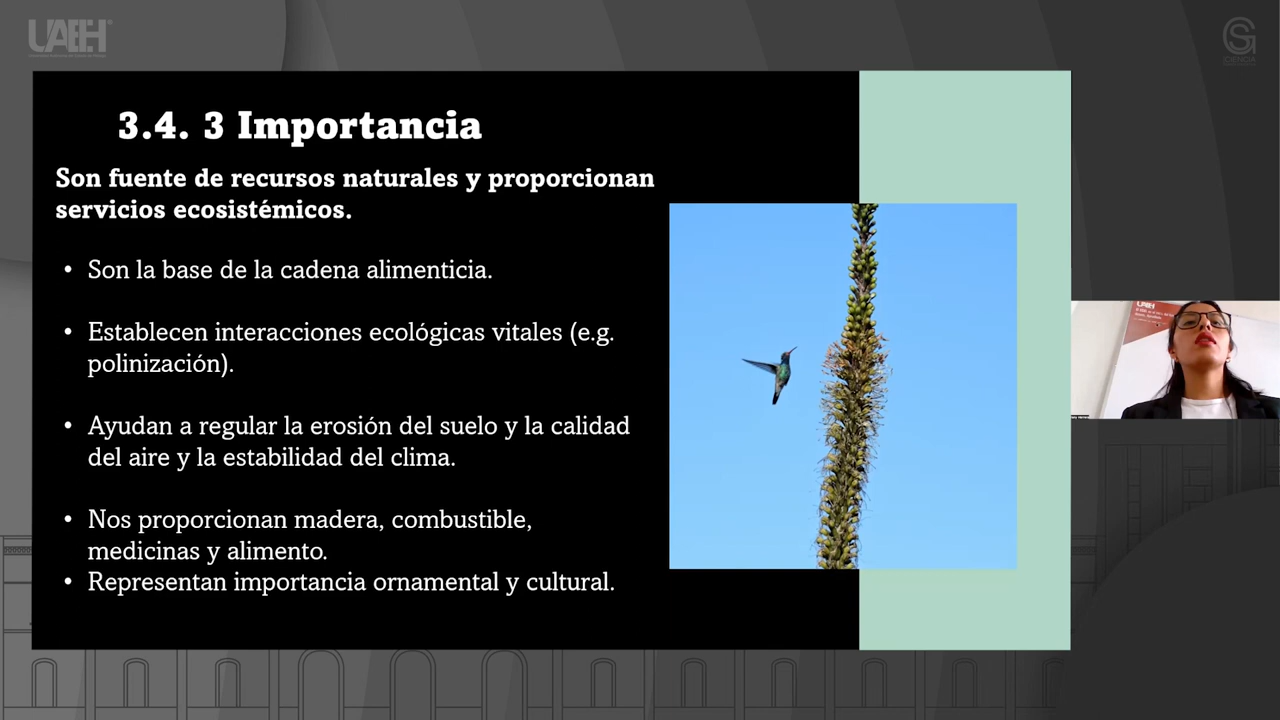 UAEH
3.4. 3 Importancia
Son fuente de recursos naturales y proporcionan
servicios ecosistémicos.
• Son la base de la cadena alimenticia.
• Establecen interacciones ecológicas vitales (e.g.
polinización).
• Ayudan a regular la erosión del suelo y la calidad
del aire y la estabilidad del clima.
• Nos proporcionan madera, combustible,
medicinas y alimento.
• Representan importancia ornamental y cultural.
UAEH